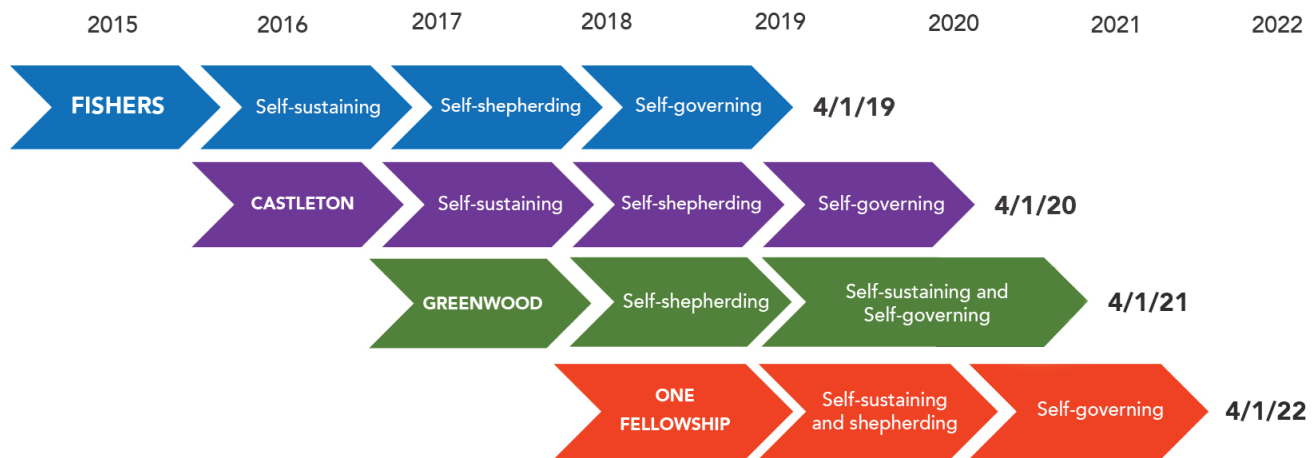 2015 2016 2017 2018 2019 2020 2021 2022
FISHERS Self-sustaining Self-shepherding Self-governing 4/1/19
CASTLETON Self-sustaining Self-shepherding Self-governing 4/1/20
GREENWOOD Self-shepherding Self-sustaining and
Self-governing 4/1/21
ONE
FELLOWSHIP Self-sustaining
and shepherding Self-governing 4/1/22